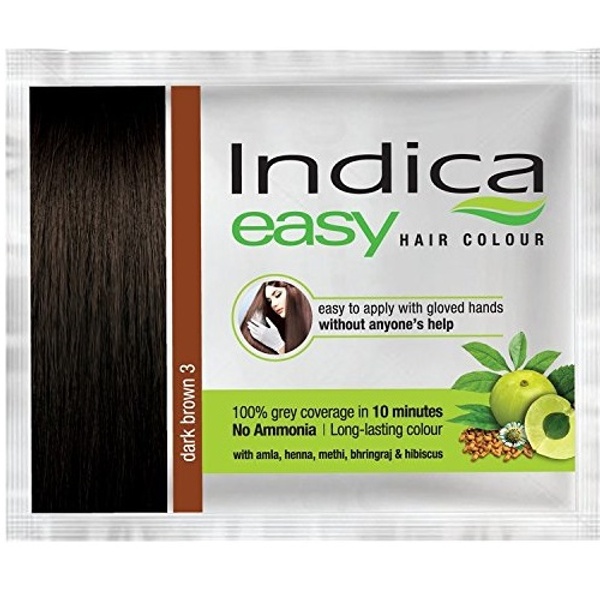 Indica
easy HAIR COLOUR
easy to apply with gloved hands
without anyone's help
dark brown 3
100% grey coverage in 10 minutes
No Ammonia | Long-lasting colour
with amla, henna, methi, bhringraj & hibiscus